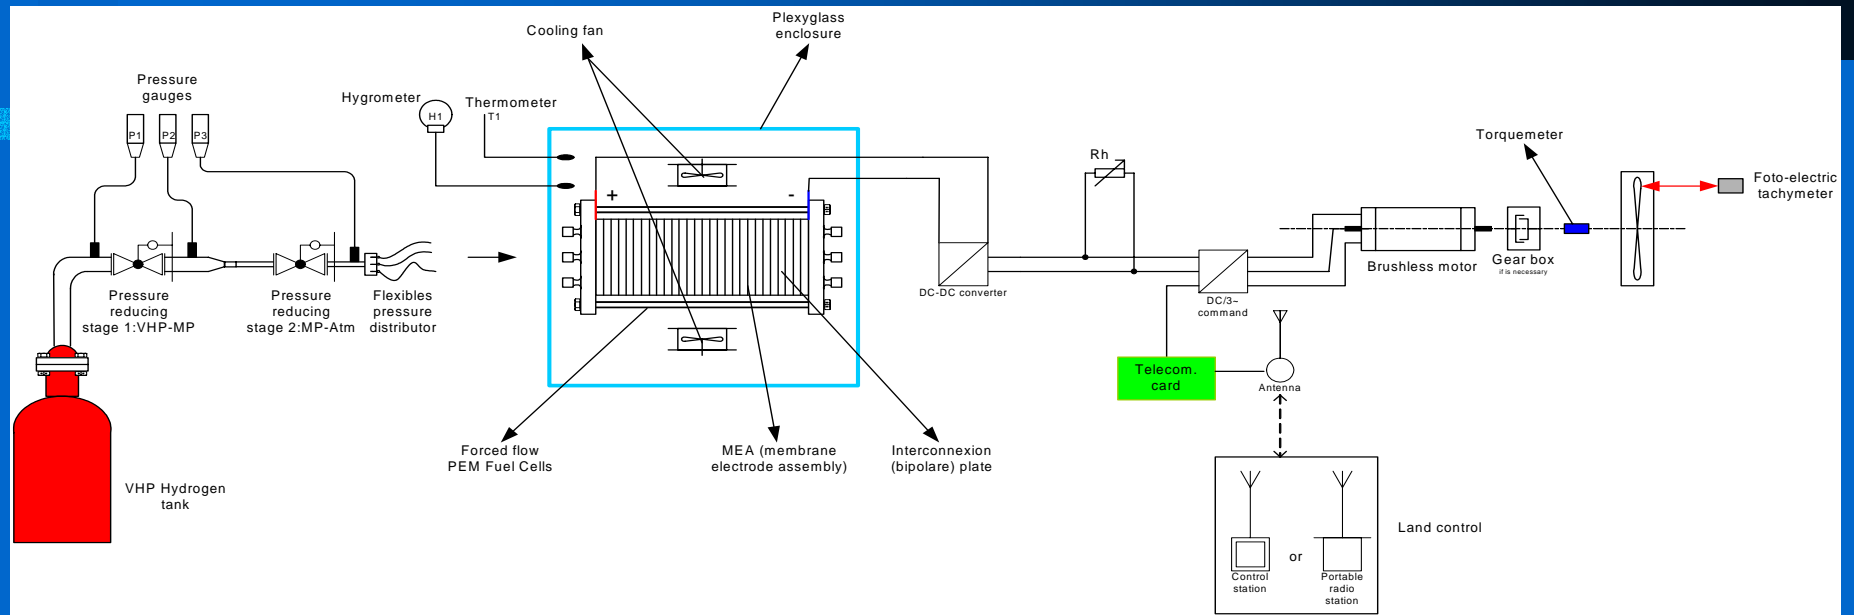 Plexyglass
enclosure
Cooling fan
Pressure
gauges
Hygrometer
Thermometer
T1
H1
P1
P2
P3
+
-
Rh
Torquemeter
Foto-electric
tachymeter
Pressure
reducing
stage 1:VHP-MP
Pressure
reducing
stage 2:MP-Atm
Flexibles
pressure
distributor
DC-DC converter
DC/3~
command
Brushless motor
Gear box
if is necessary
Telecom.
card
Antenna
Forced flow
PEM Fuel Cells
MEA (membrane
electrode assembly)
Interconnexion
(bipolare) plate
VHP Hydrogen
tank
Land control
or
Control
station
Portable
radio
station